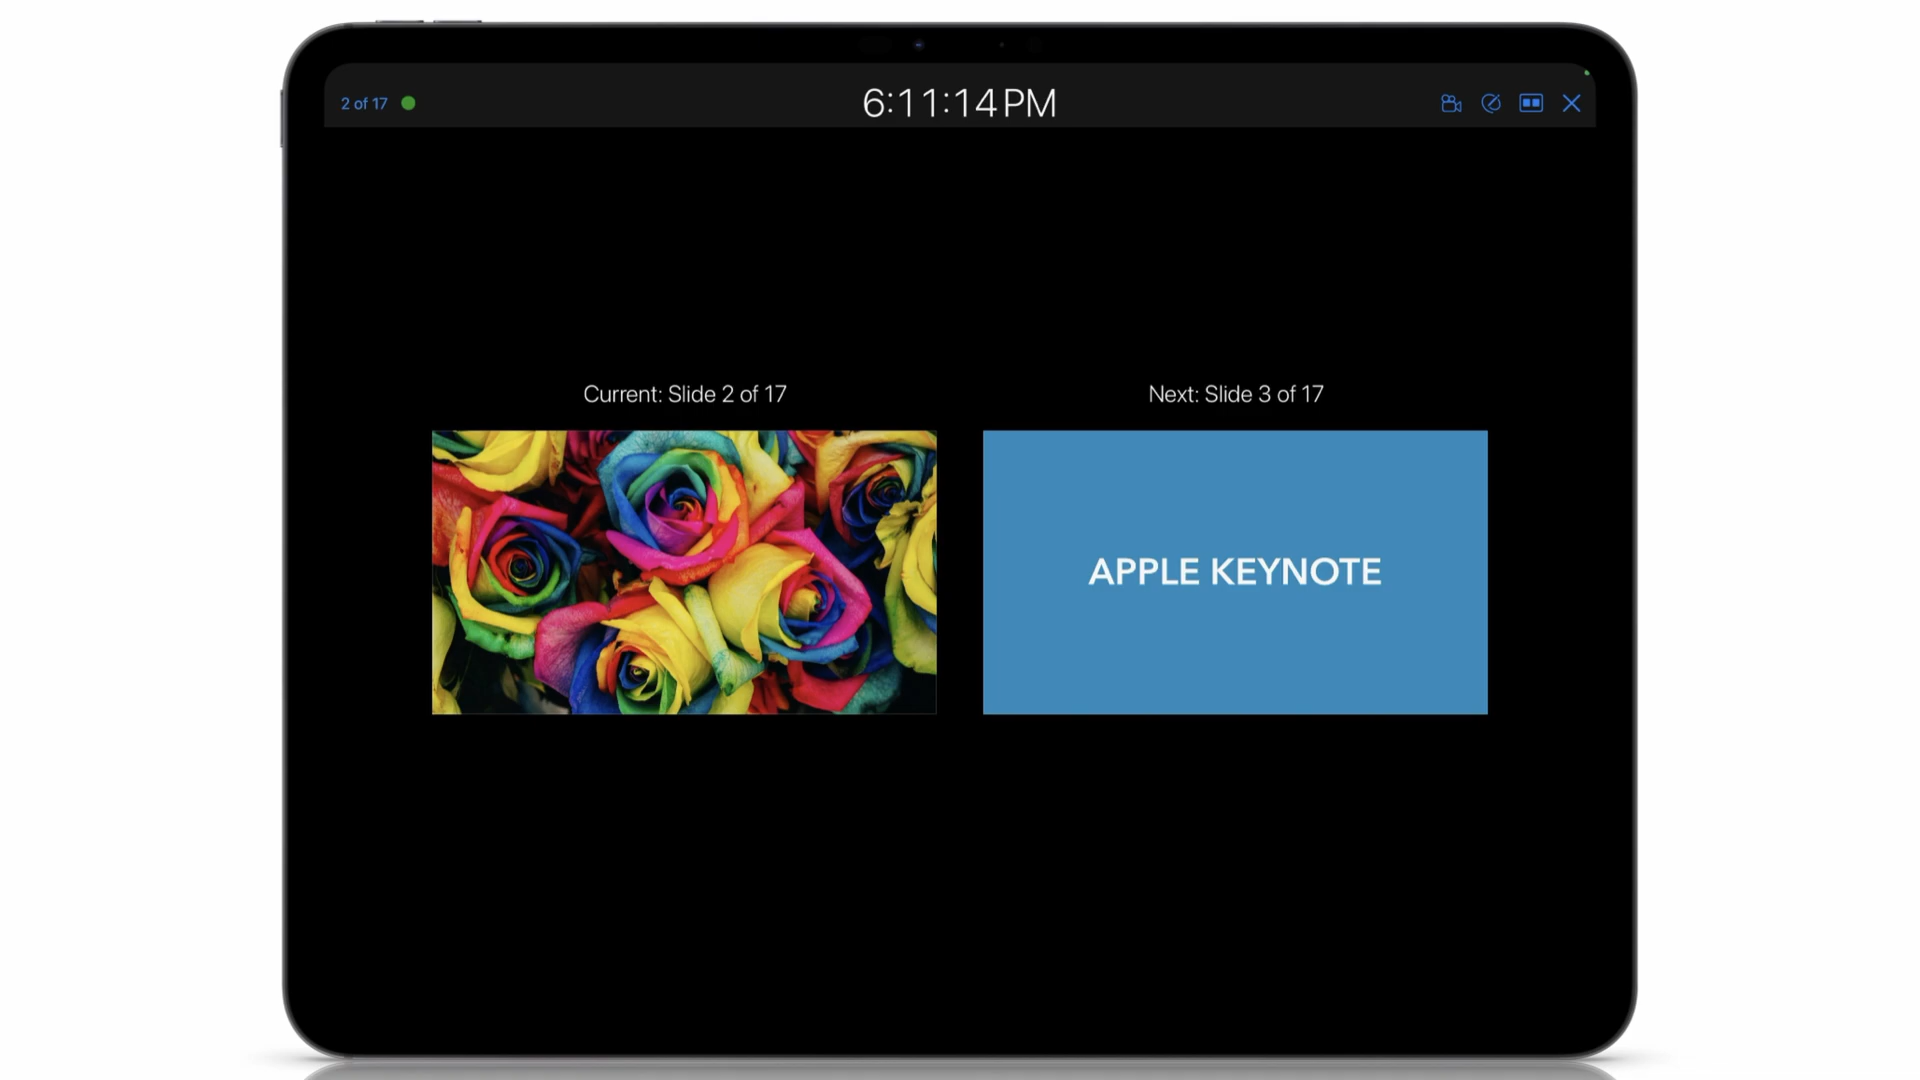 2 of 17
6:11:14 PM
Current: Slide 2 of 17
Next: Slide 3 of 17
APPLE KEYNOTE